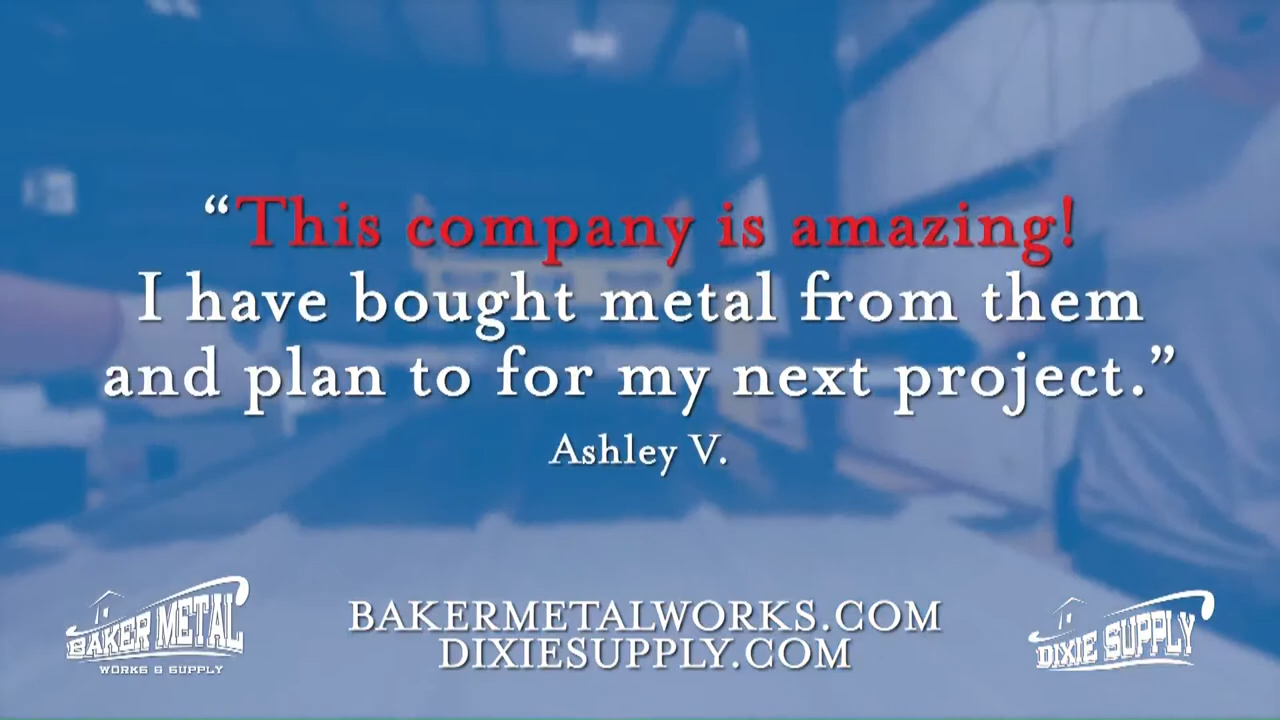 “This company is amazing!
I have bought metal from them
and plan to for my next project.”
Ashley V.
BAKER METAL
WORKS & SUPPLY
BAKERMETALWORKS.COM
DIXIESUPPLY.COM
DIXIE SUPPLY